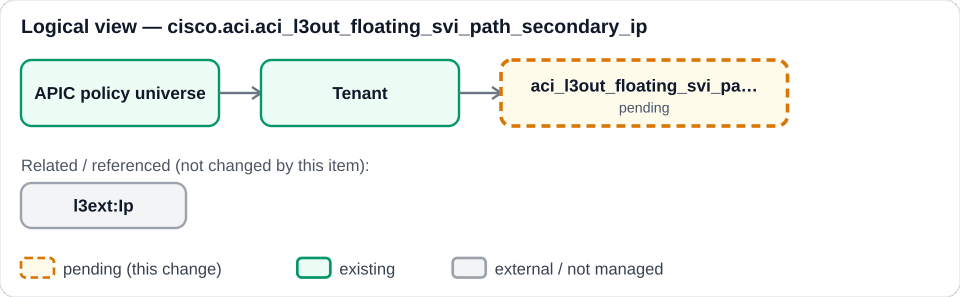 Logical view — cisco.aci.aci_l3out_floating_svi_path_secondary_ip
APIC policy universe
Tenant
aci_l3out_floating_svi_pa...
pending
Related / referenced (not changed by this item):
l3ext:Ip
pending (this change)
existing
external / not managed